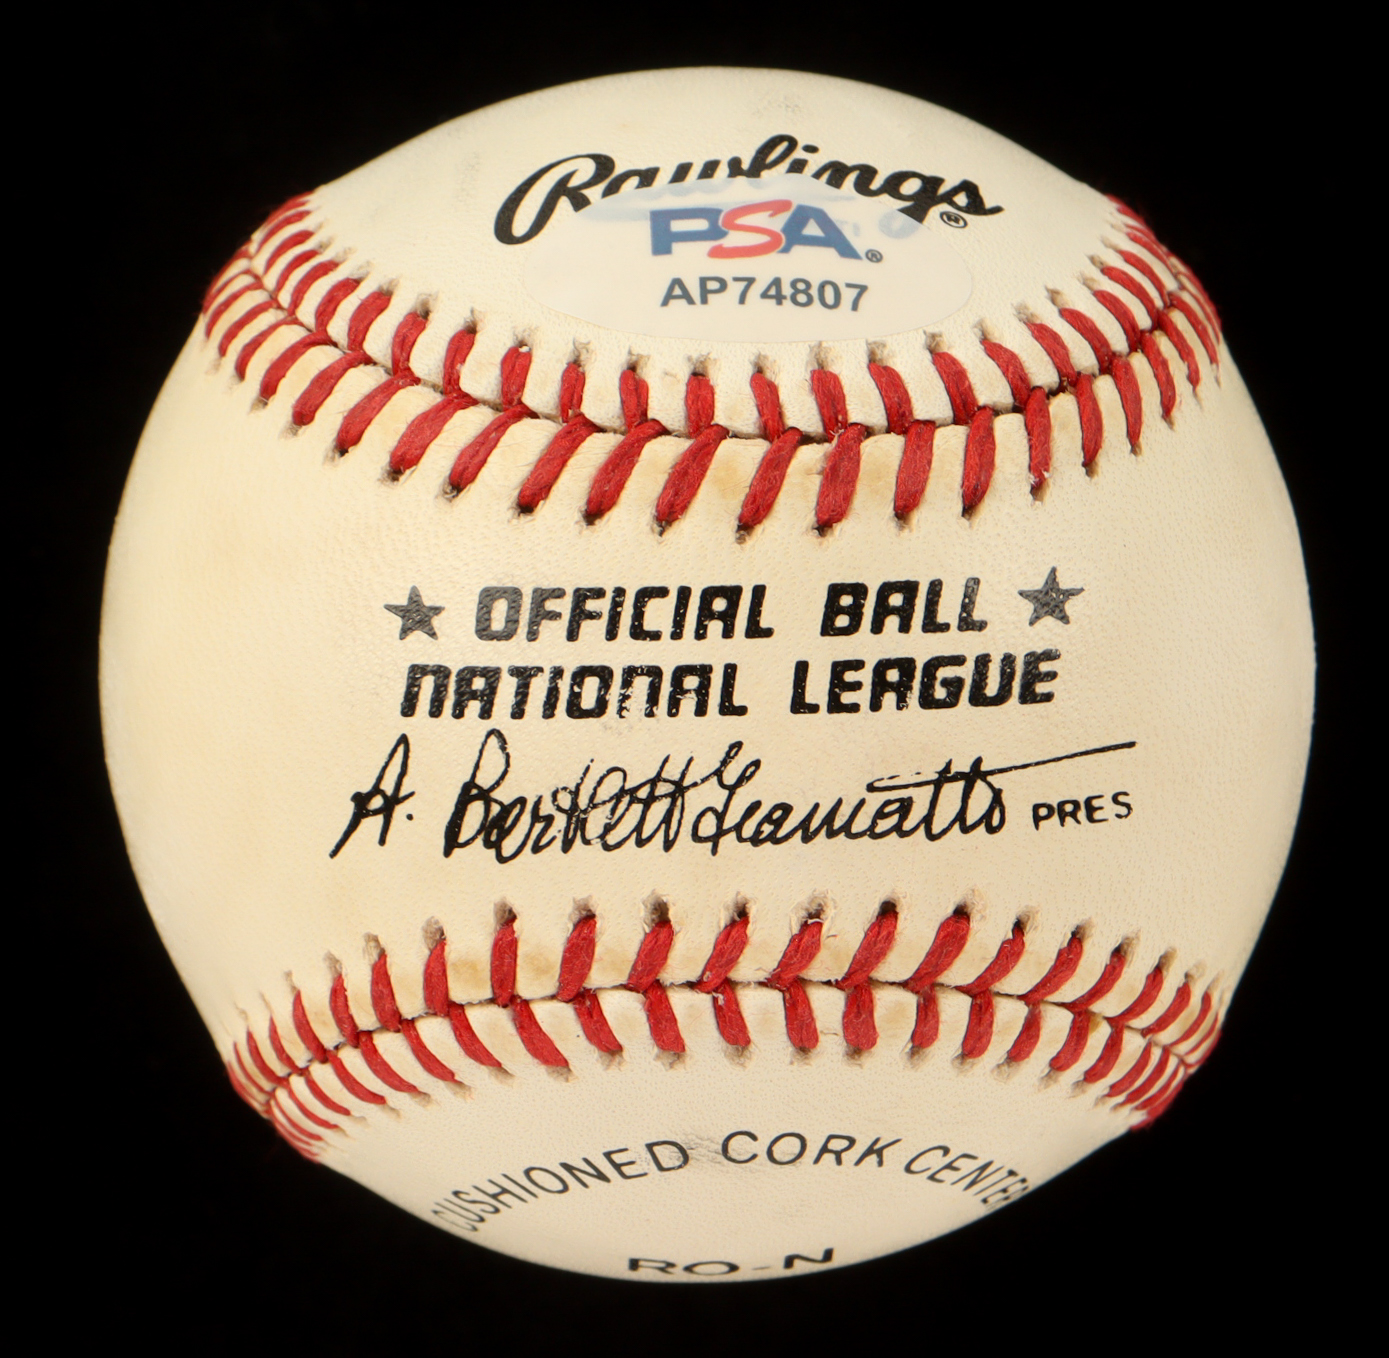 Rawlings®
PSA®
AP74807
★ OFFICIAL BALL ★
NATIONAL LEAGUE
A. Bartlett Giamatti PRES
CUSHIONED CORK CENTER
RO-N